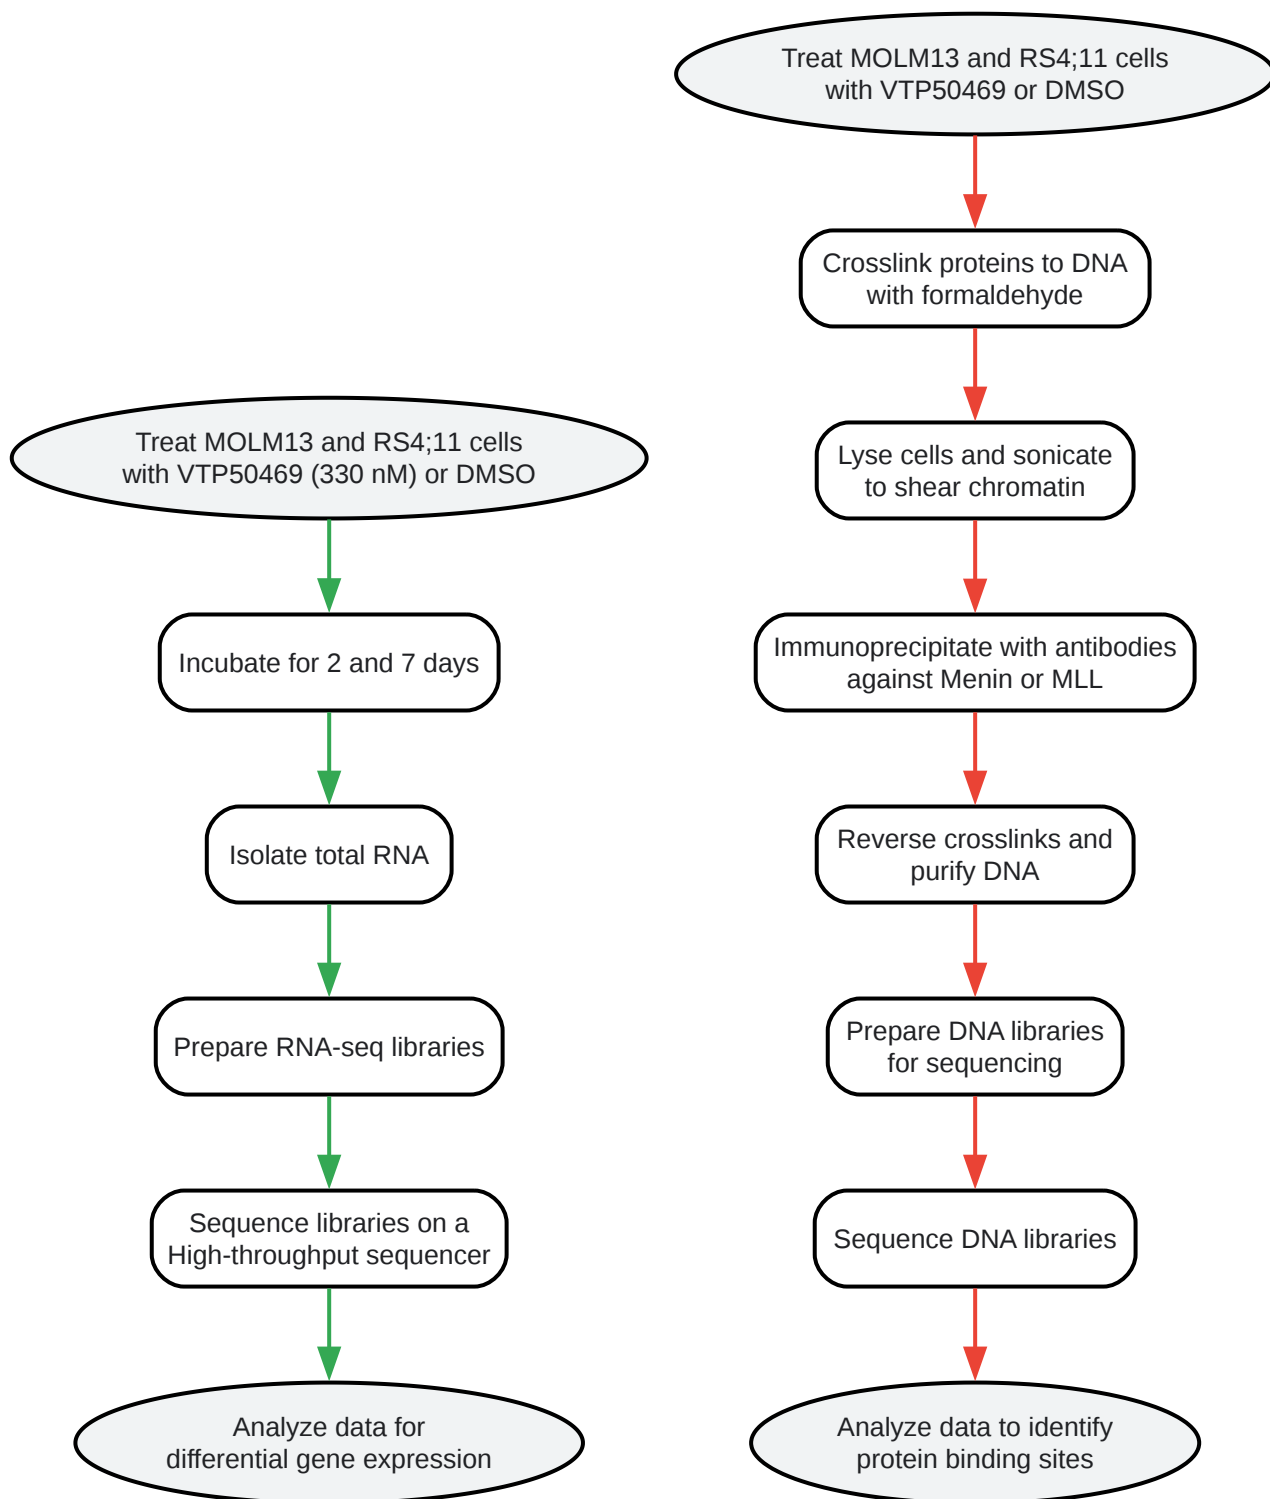 Treat MOLM13 and RS4;11 cells
with VTP50469 (330 nM) or DMSO
Incubate for 2 and 7 days
Isolate total RNA
Prepare RNA-seq libraries
Sequence libraries on a
High-throughput sequencer
Analyze data for
differential gene expression
Treat MOLM13 and RS4;11 cells
with VTP50469 or DMSO
Crosslink proteins to DNA
with formaldehyde
Lyse cells and sonicate
to shear chromatin
Immunoprecipitate with antibodies
against Menin or MLL
Reverse crosslinks and
purify DNA
Prepare DNA libraries
for sequencing
Sequence DNA libraries
Analyze data to identify
protein binding sites